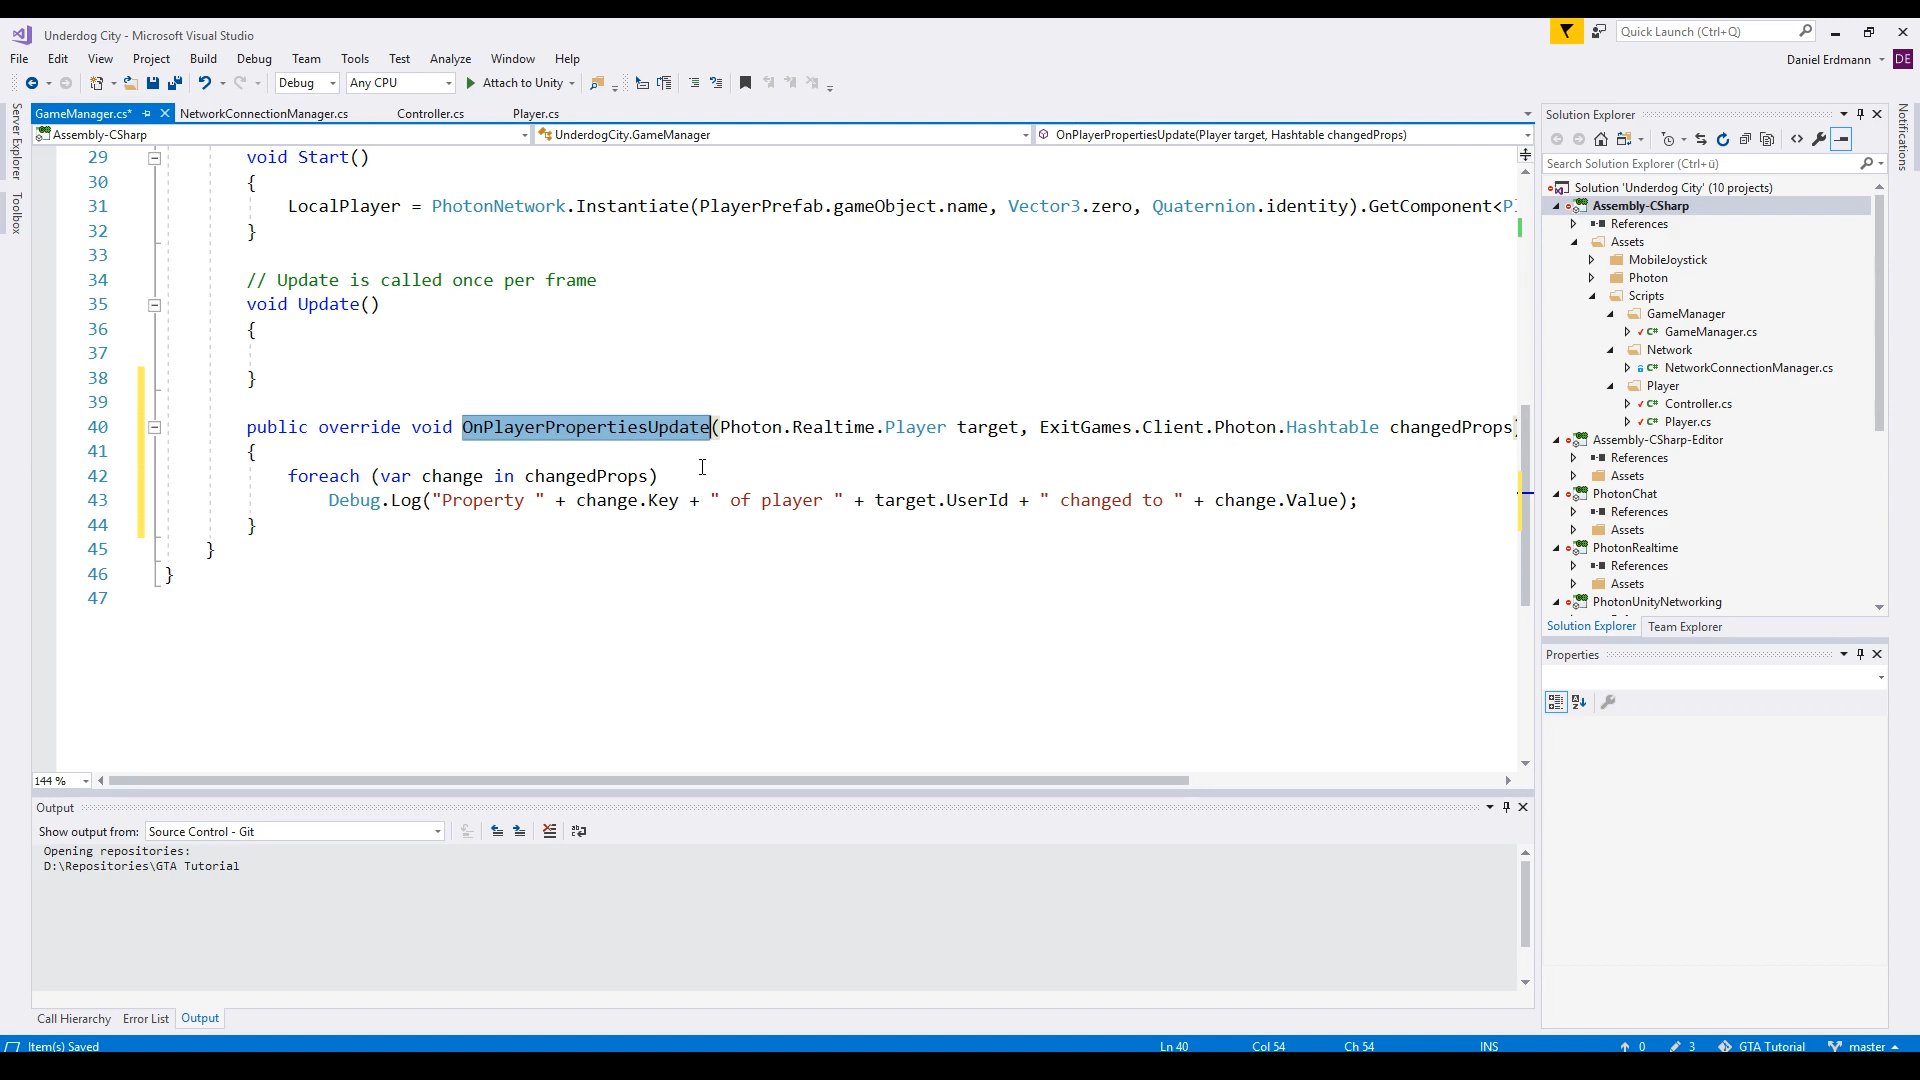 Underdog City - Microsoft Visual Studio
Quick Launch (Ctrl+Q)
File Edit View Project Build Debug Team Tools Test Analyze Window Help
Daniel Erdmann DE
Debug Any CPU Attach to Unity
GameManager.cs* NetworkConnectionManager.cs Controller.cs Player.cs
Assembly-CSharp UnderdogCity.GameManager OnPlayerPropertiesUpdate(Player target, Hashtable changedProps)
Server Explorer
Toolbox
29 void Start()
30 {
31 LocalPlayer = PhotonNetwork.Instantiate(PlayerPrefab.gameObject.name, Vector3.zero, Quaternion.identity).GetComponent<Pl
32 }
33
34 // Update is called once per frame
35 void Update()
36 {
37
38 }
39
40 public override void OnPlayerPropertiesUpdate(Photon.Realtime.Player target, ExitGames.Client.Photon.Hashtable changedProps)
41 {
42 foreach (var change in changedProps)
43 Debug.Log("Property " + change.Key + " of player " + target.UserId + " changed to " + change.Value);
44 }
45 }
46 }
47
144 %
Output
Show output from: Source Control - Git
Opening repositories:
D:\Repositories\GTA Tutorial
Call Hierarchy Error List Output
Solution Explorer
Search Solution Explorer (Ctrl+ü)
Solution 'Underdog City' (10 projects)
Assembly-CSharp
References
Assets
MobileJoystick
Photon
Scripts
GameManager
C# GameManager.cs
Network
C# NetworkConnectionManager.cs
Player
C# Controller.cs
C# Player.cs
Assembly-CSharp-Editor
References
Assets
PhotonChat
References
Assets
PhotonRealtime
References
Assets
PhotonUnityNetworking
Solution Explorer Team Explorer
Properties
Notifications
Item(s) Saved Ln 40 Col 54 Ch 54 INS 0 3 GTA Tutorial master